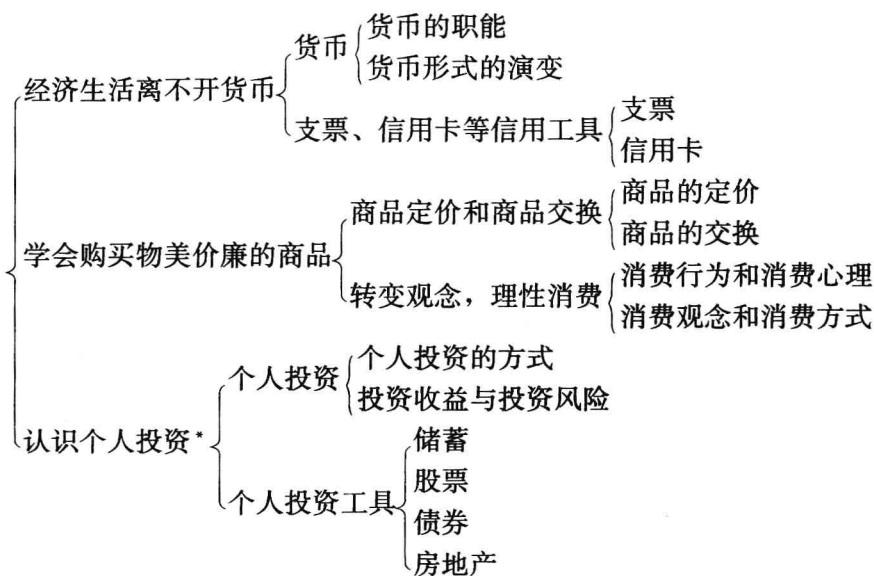 经济生活离不开货币
货币
货币的职能
货币形式的演变
支票、信用卡等信用工具
支票
信用卡
学会购买物美价廉的商品
商品定价和商品交换
商品的定价
商品的交换
转变观念，理性消费
消费行为和消费心理
消费观念和消费方式
认识个人投资*
个人投资
个人投资的方式
投资收益与投资风险
个人投资工具
储蓄
股票
债券
房地产